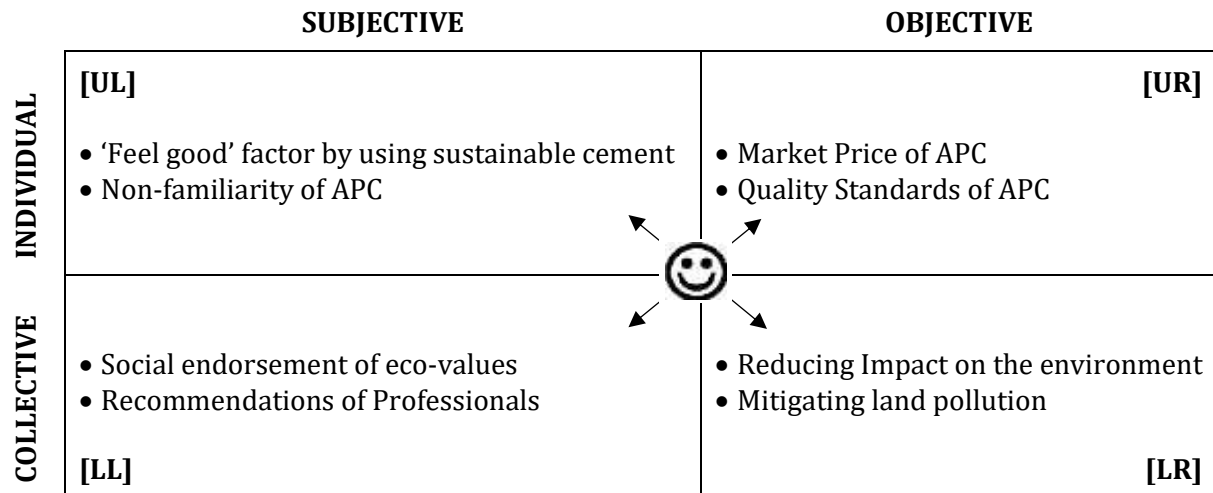 SUBJECTIVE
OBJECTIVE
INDIVIDUAL
[UL]
• ‘Feel good’ factor by using sustainable cement
• Non-familiarity of APC
[UR]
• Market Price of APC
• Quality Standards of APC
COLLECTIVE
• Social endorsement of eco-values
• Recommendations of Professionals
[LL]
• Reducing Impact on the environment
• Mitigating land pollution
[LR]